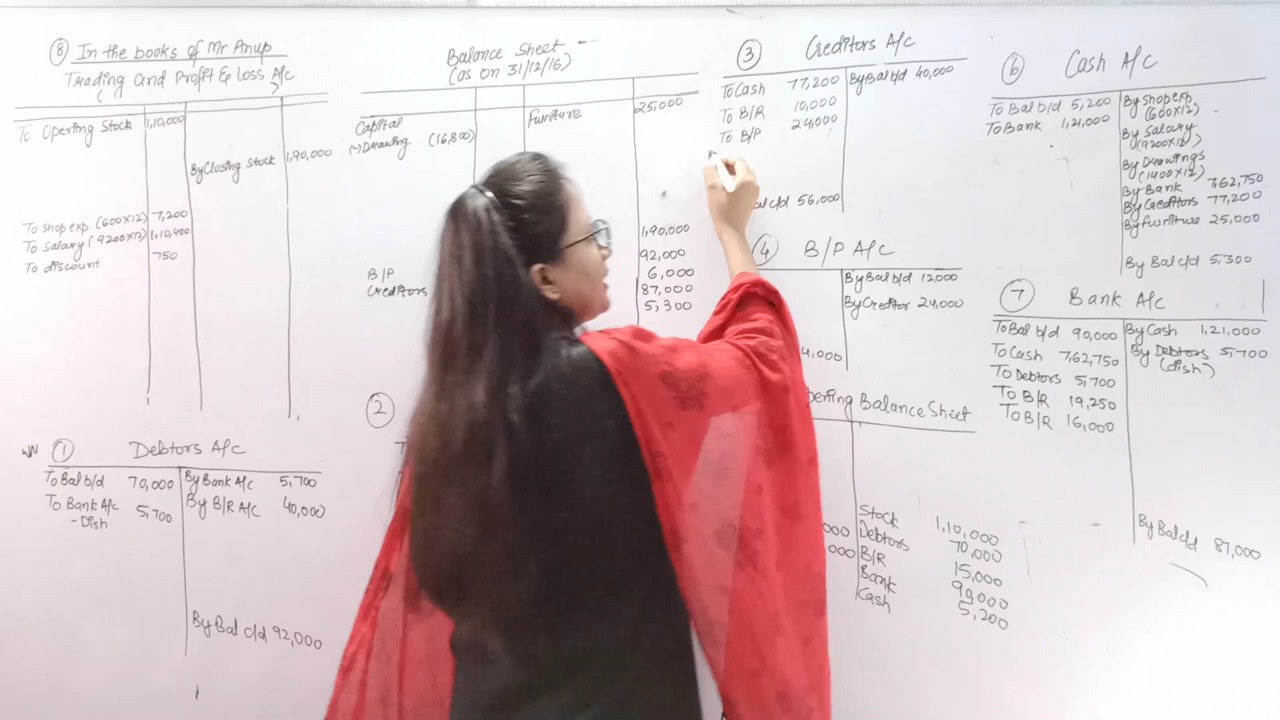 ⑧ In the books of Mr Anup
Trading and Profit & Loss A/c
To Opening Stock 1,10,000
By Closing Stock 1,90,000
To Shop exp (600x12) 7,200
To Salary (9200x12) 1,10,400
To discount 750
Balance Sheet
(as on 31/12/16)
Capital
(-) Drawing (16,800)
Furniture 25,000
1,90,000
92,000
B/P 6,000
Creditors 87,000
5,300
③ Creditors A/c
To Cash 77,200 By Bal b/d 40,000
To B/R 10,000
To B/P 24,000
al c/d 56,000
④ B/P A/c
By Bal b/d 12,000
By Creditor 24,000
4,000
ening Balance Sheet
Stock 1,10,000
000 Debtors 70,000
000 B/R 15,000
Bank 90,000
Cash 5,200
⑥ Cash A/c
To Bal b/d 5,200 By Shop exp
(600x12)
To Bank 1,21,000
By Salary
(9200x12)
By Drawings
(1400x12)
By Bank 7,62,750
By Creditors 77,200
By furniture 25,000
By Bal c/d 5,300
⑦ Bank A/c
To Bal b/d 90,000 By Cash 1,21,000
To Cash 7,62,750 By Debtors 5,700
(dish)
To Debtors 5,700
To B/R 19,250
To B/R 16,000
By Bal c/d 87,000
WN ① Debtors A/c
To Bal b/d 70,000 By Bank A/c 5,700
To Bank A/c 5,700 By B/R A/c 40,000
- Dish
By Bal c/d 92,000
②